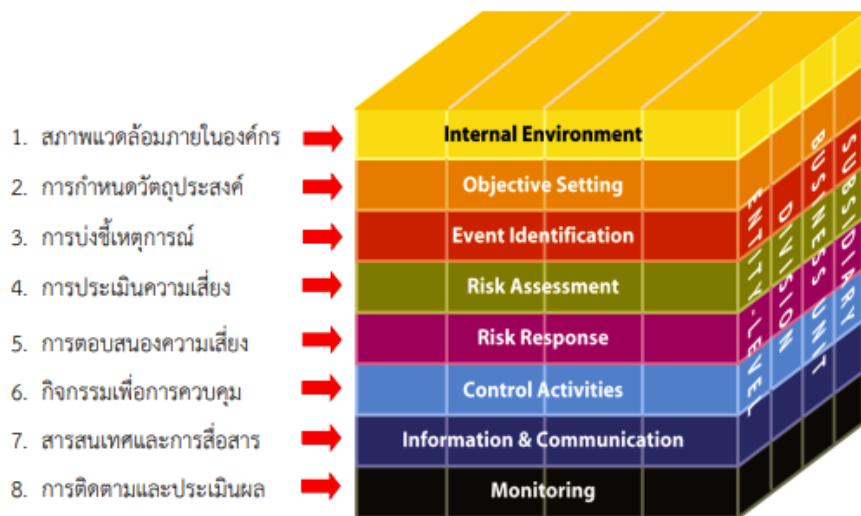 1. สภาพแวดล้อมภายในองค์กร
Internal Environment
2. การกำหนดวัตถุประสงค์
Objective Setting
3. การบ่งชี้เหตุการณ์
Event Identification
4. การประเมินความเสี่ยง
Risk Assessment
5. การตอบสนองความเสี่ยง
Risk Response
6. กิจกรรมเพื่อการควบคุม
Control Activities
7. สารสนเทศและการสื่อสาร
Information & Communication
8. การติดตามและประเมินผล
Monitoring
ENTITY-LEVEL
DIVISION
BUSINESS UNIT
SUBSIDIARY